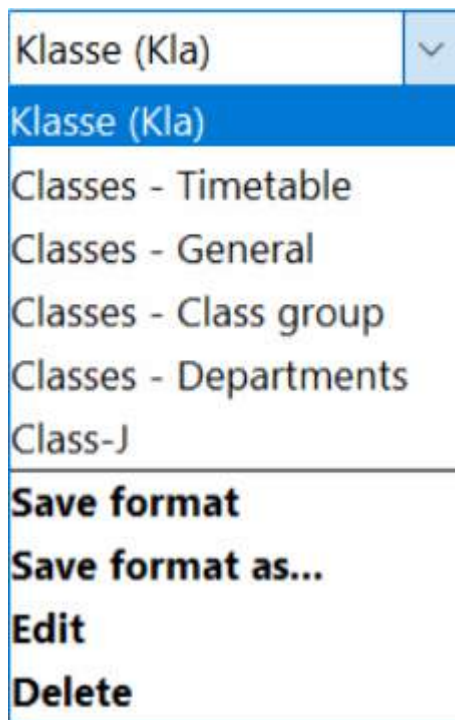 Klasse (Kla)
Klasse (Kla)
Classes - Timetable
Classes - General
Classes - Class group
Classes - Departments
Class-J
Save format
Save format as...
Edit
Delete